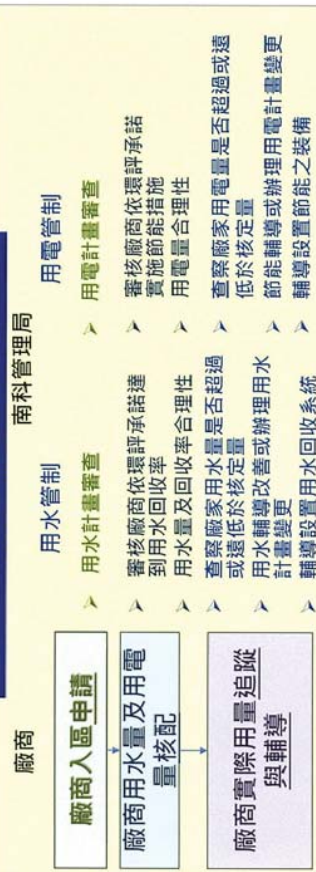 廠商
南科管理局
廠商入區申請
廠商用水量及用電
量核配
廠商實際用量追蹤
與輔導
用水管制
用水計畫審查
審核廠商依環評承諾達
到用水回收率
用水量及回收率合理性
查察廠家用水量是否超過
或遠低於核定量
用水輔導改善或辦理用水
計畫變更
輔導設置用水回收系統
用電管制
用電計畫審查
審核廠商依環評承諾
實施節能措施
用電量合理性
查察廠家用電量是否超過或遠
低於核定量
節能輔導或辦理用電計畫變更
輔導設置節能之裝備